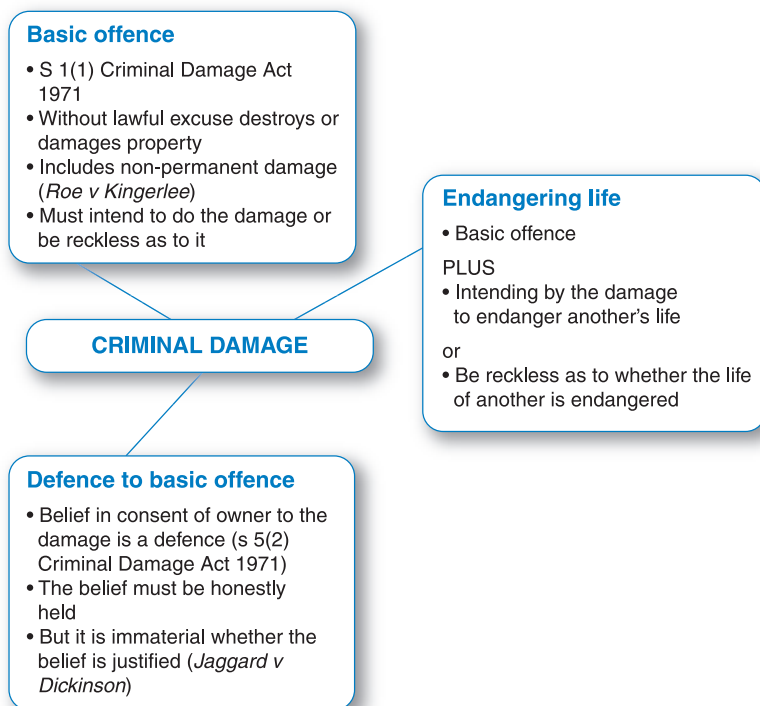 Basic offence
• S 1(1) Criminal Damage Act
1971
• Without lawful excuse destroys or
damages property
• Includes non-permanent damage
(Roe v Kingerlee)
• Must intend to do the damage or
be reckless as to it
Endangering life
• Basic offence
PLUS
• Intending by the damage
to endanger another's life
or
• Be reckless as to whether the life
of another is endangered
CRIMINAL DAMAGE
Defence to basic offence
• Belief in consent of owner to the
damage is a defence (s 5(2)
Criminal Damage Act 1971)
• The belief must be honestly
held
• But it is immaterial whether the
belief is justified (Jaggard v
Dickinson)